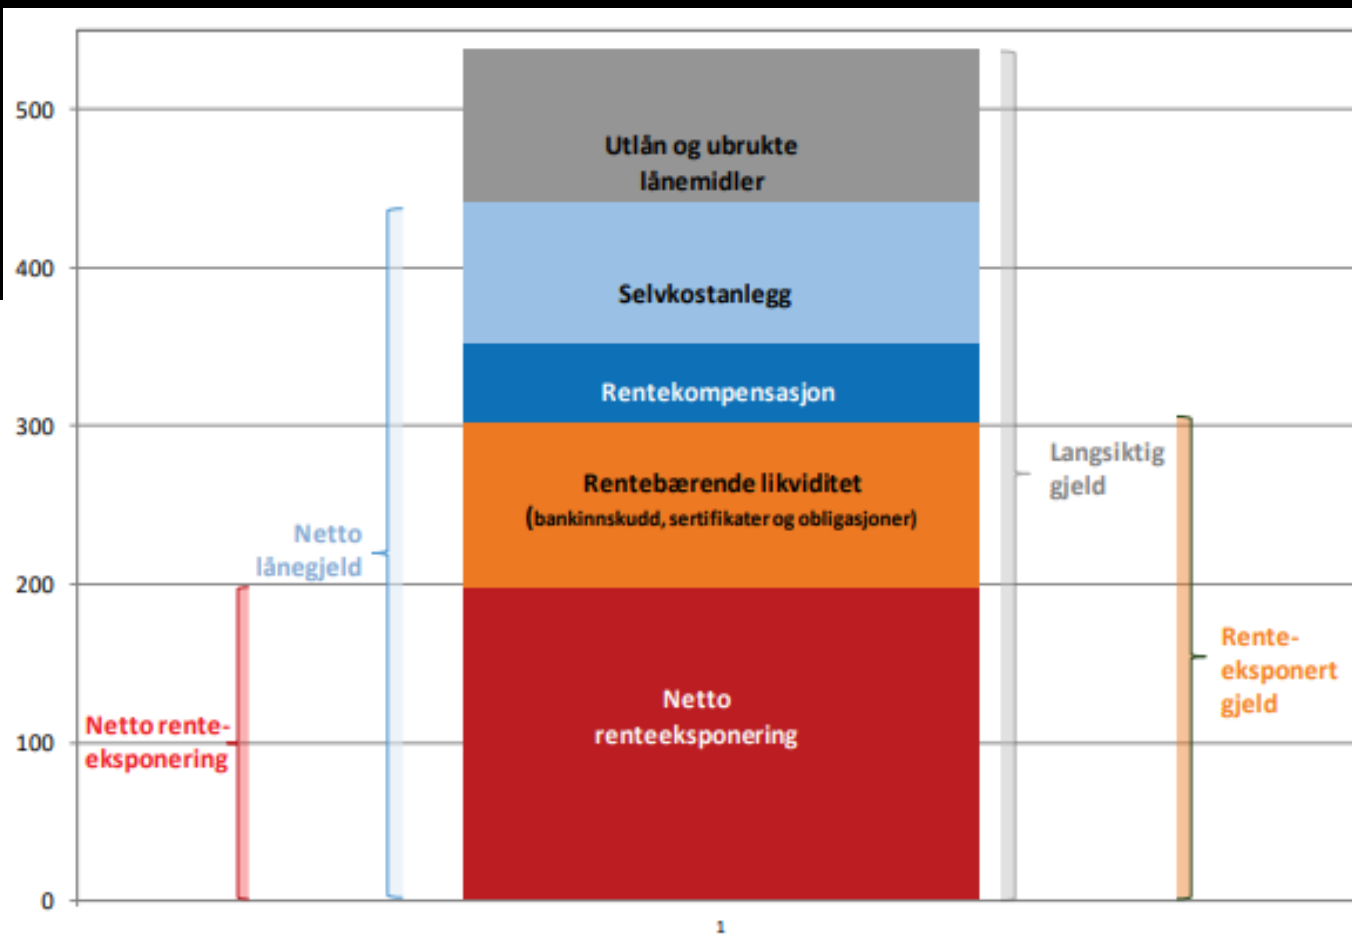 500
400
300
200
100
0
Utlån og ubrukte
lånemidler
Selvkostanlegg
Rentekompensasjon
Rentebærende likviditet
(bankinnskudd, sertifikater og obligasjoner)
Netto
renteeksponering
Netto
lånegjeld
Netto rente-
eksponering
Langsiktig
gjeld
Rente-
eksponert
gjeld
1